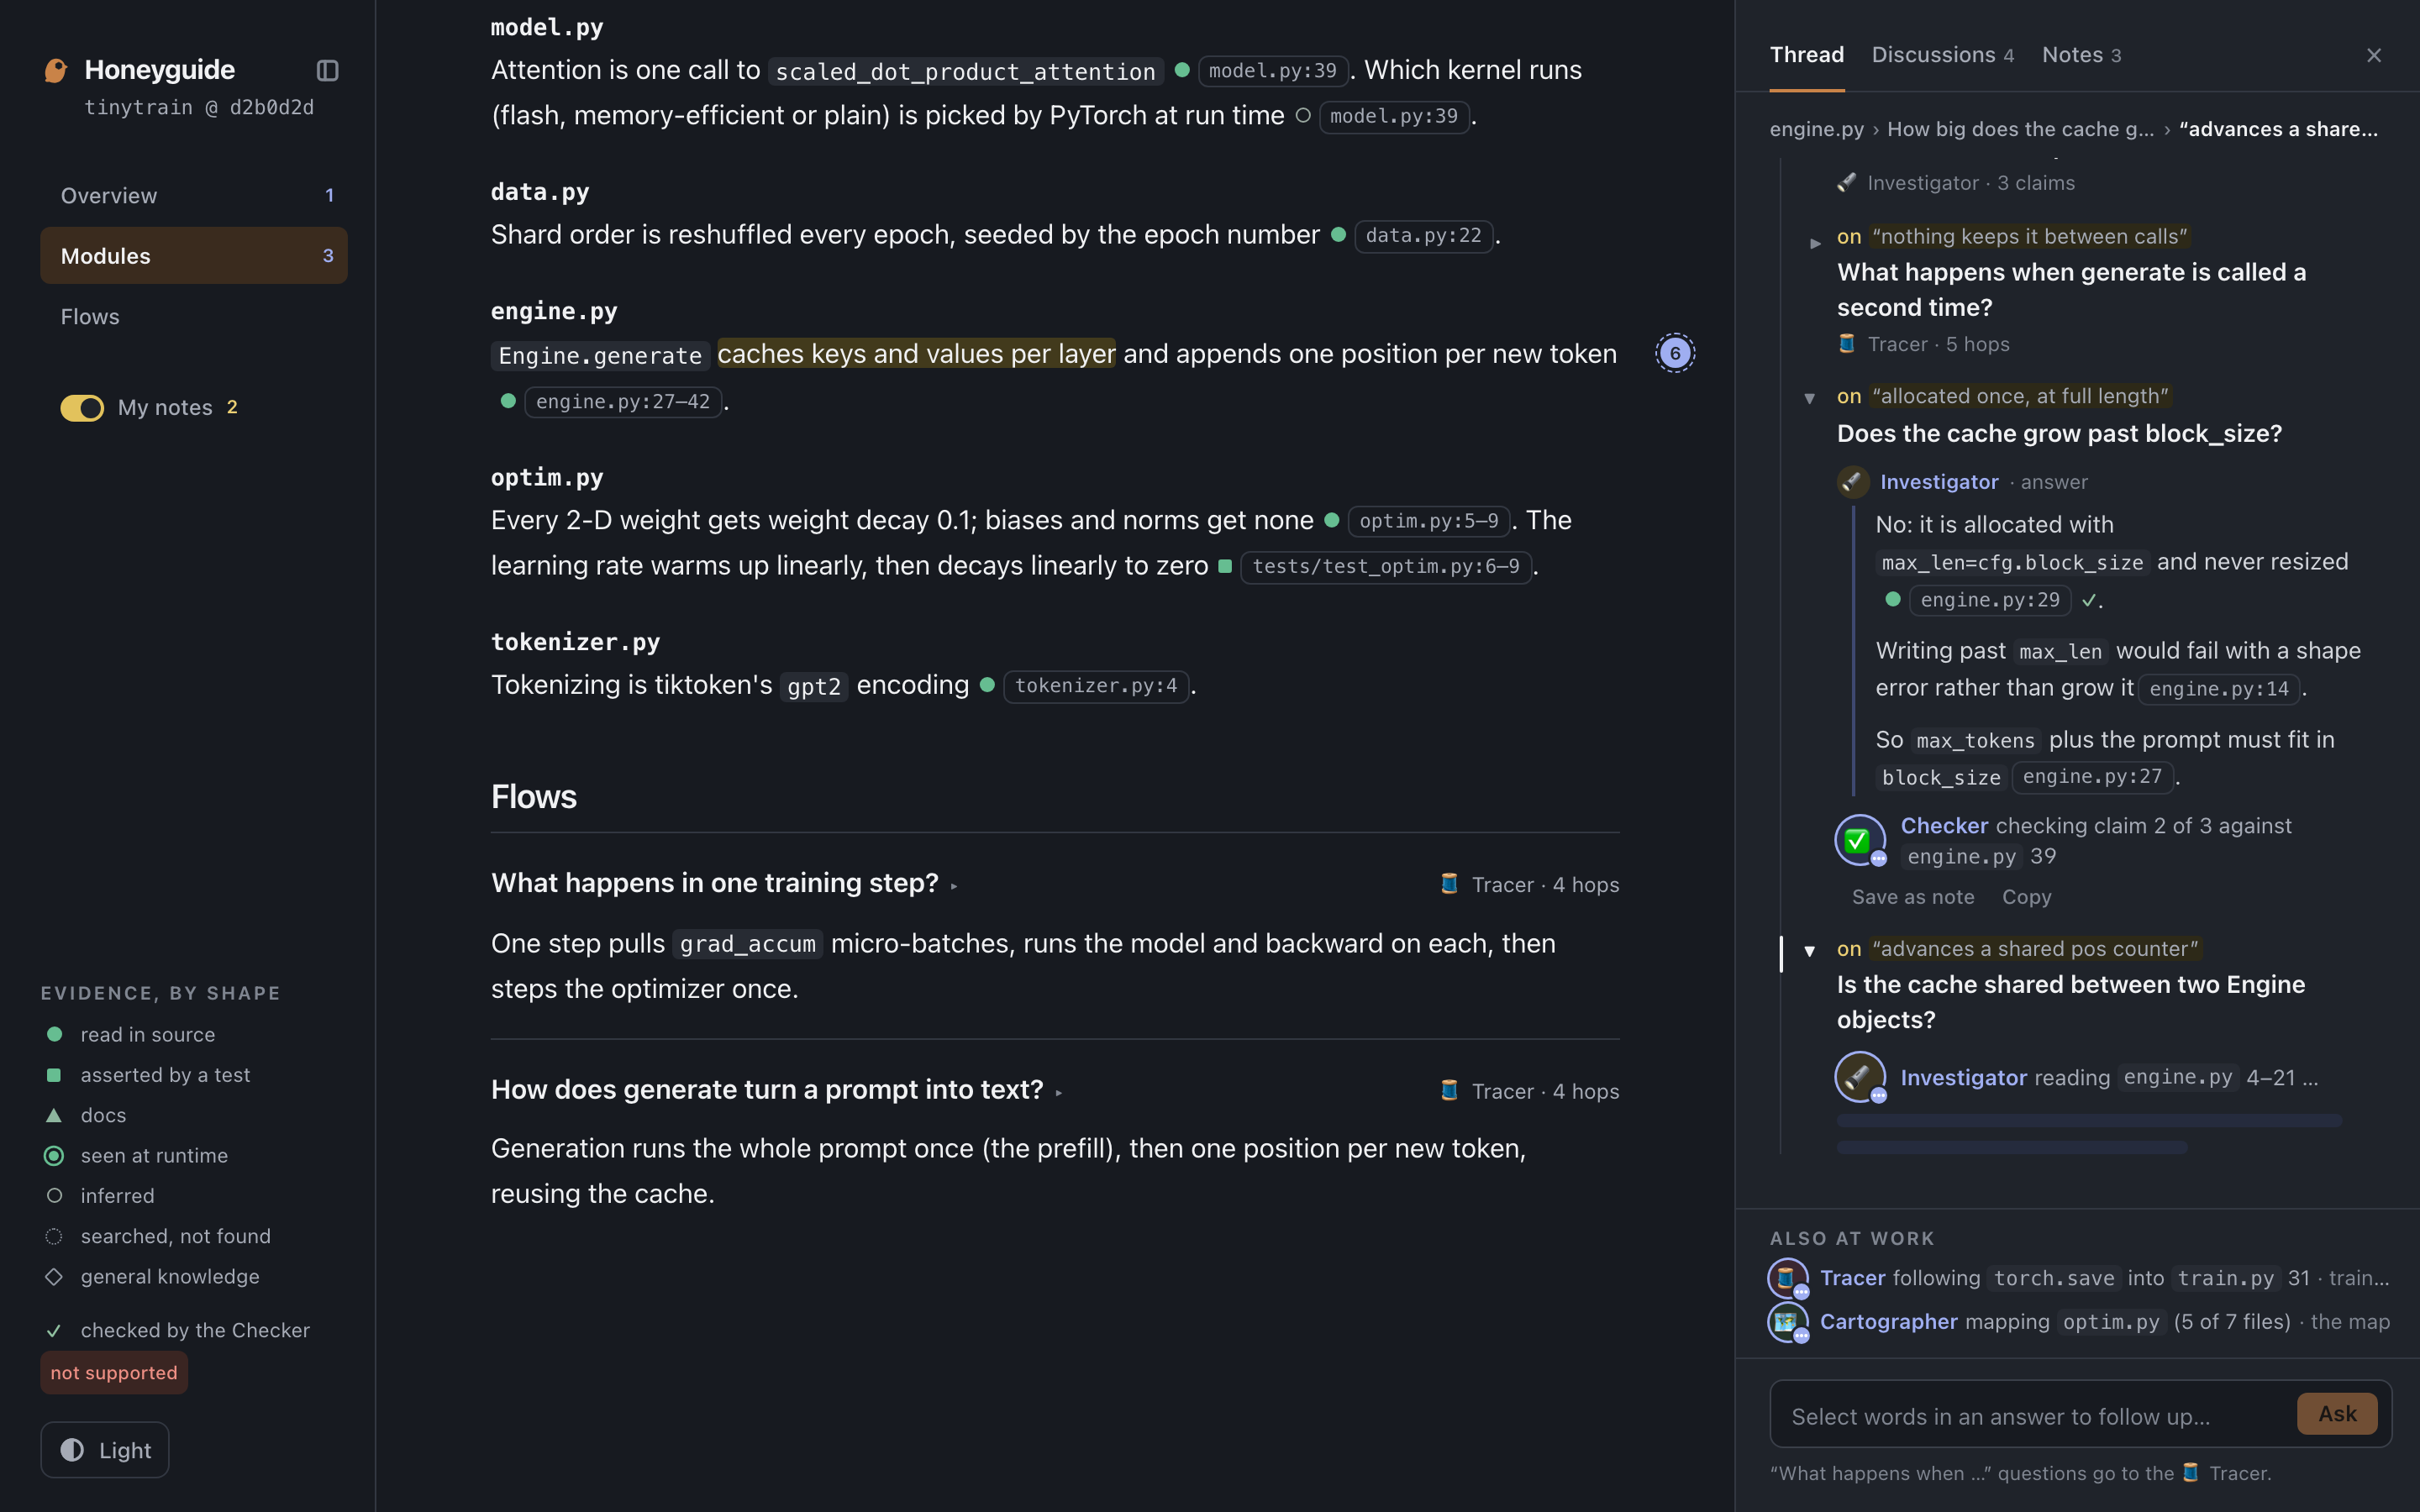 Honeyguide
tinytrain @ d2b0d2d
Overview 1
Modules 3
Flows
My notes 2
EVIDENCE, BY SHAPE
read in source
asserted by a test
docs
seen at runtime
inferred
searched, not found
general knowledge
checked by the Checker
not supported
Light
model.py
Attention is one call to scaled_dot_product_attention model.py:39. Which kernel runs
(flash, memory-efficient or plain) is picked by PyTorch at run time model.py:39.
data.py
Shard order is reshuffled every epoch, seeded by the epoch number data.py:22.
engine.py
Engine.generate caches keys and values per layer and appends one position per new token 6
engine.py:27–42.
optim.py
Every 2-D weight gets weight decay 0.1; biases and norms get none optim.py:5–9. The
learning rate warms up linearly, then decays linearly to zero tests/test_optim.py:6–9.
tokenizer.py
Tokenizing is tiktoken's gpt2 encoding tokenizer.py:4.
Flows
What happens in one training step? Tracer · 4 hops
One step pulls grad_accum micro-batches, runs the model and backward on each, then
steps the optimizer once.
How does generate turn a prompt into text? Tracer · 4 hops
Generation runs the whole prompt once (the prefill), then one position per new token,
reusing the cache.
Thread Discussions 4 Notes 3
engine.py › How big does the cache g... › “advances a share...
Investigator · 3 claims
on “nothing keeps it between calls”
What happens when generate is called a
second time?
Tracer · 5 hops
on “allocated once, at full length”
Does the cache grow past block_size?
Investigator · answer
No: it is allocated with
max_len=cfg.block_size and never resized
engine.py:29 ✓.
Writing past max_len would fail with a shape
error rather than grow it engine.py:14.
So max_tokens plus the prompt must fit in
block_size engine.py:27.
Checker checking claim 2 of 3 against
engine.py 39
Save as note Copy
on “advances a shared pos counter”
Is the cache shared between two Engine
objects?
Investigator reading engine.py 4–21 ...
ALSO AT WORK
Tracer following torch.save into train.py 31 · train...
Cartographer mapping optim.py (5 of 7 files) · the map
Select words in an answer to follow up... Ask
“What happens when ...” questions go to the Tracer.